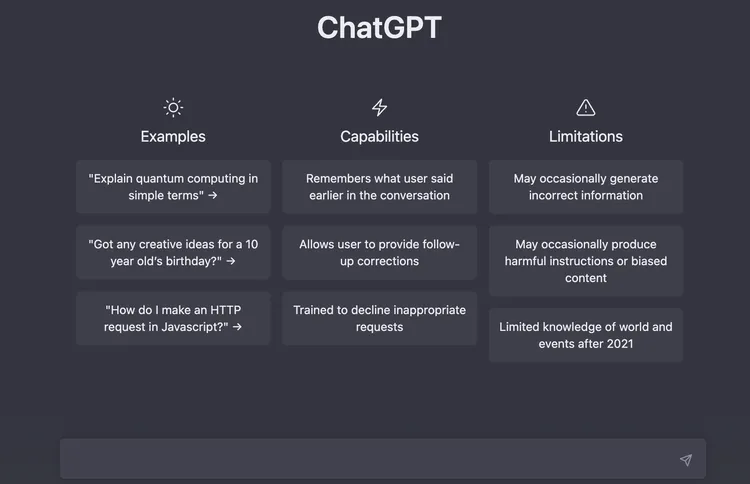 ChatGPT
Examples
"Explain quantum computing in
simple terms" →
"Got any creative ideas for a 10
year old's birthday?" →
"How do I make an HTTP
request in Javascript?" →
Capabilities
Remembers what user said
earlier in the conversation
Allows user to provide follow-
up corrections
Trained to decline inappropriate
requests
Limitations
May occasionally generate
incorrect information
May occasionally produce
harmful instructions or biased
content
Limited knowledge of world and
events after 2021